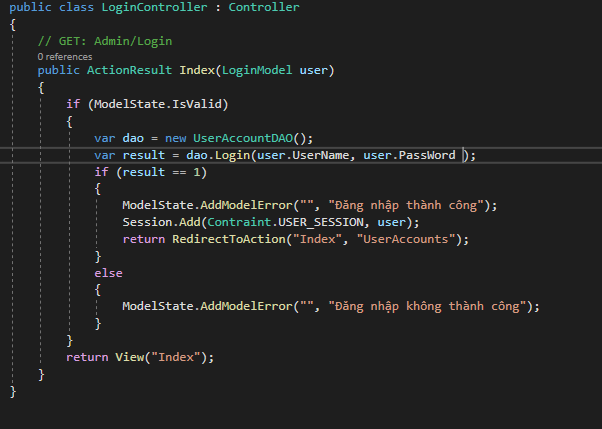 public class LoginController : Controller
{
// GET: Admin/Login
0 references
public ActionResult Index(LoginModel user)
{
if (ModelState.IsValid)
{
var dao = new UserAccountDAO();
var result = dao.Login(user.UserName, user.PassWord );
if (result == 1)
{
ModelState.AddModelError("", "Đăng nhập thành công");
Session.Add(Contraint.USER_SESSION, user);
return RedirectToAction("Index", "UserAccounts");
}
else
{
ModelState.AddModelError("", "Đăng nhập không thành công");
}
}
return View("Index");
}
}